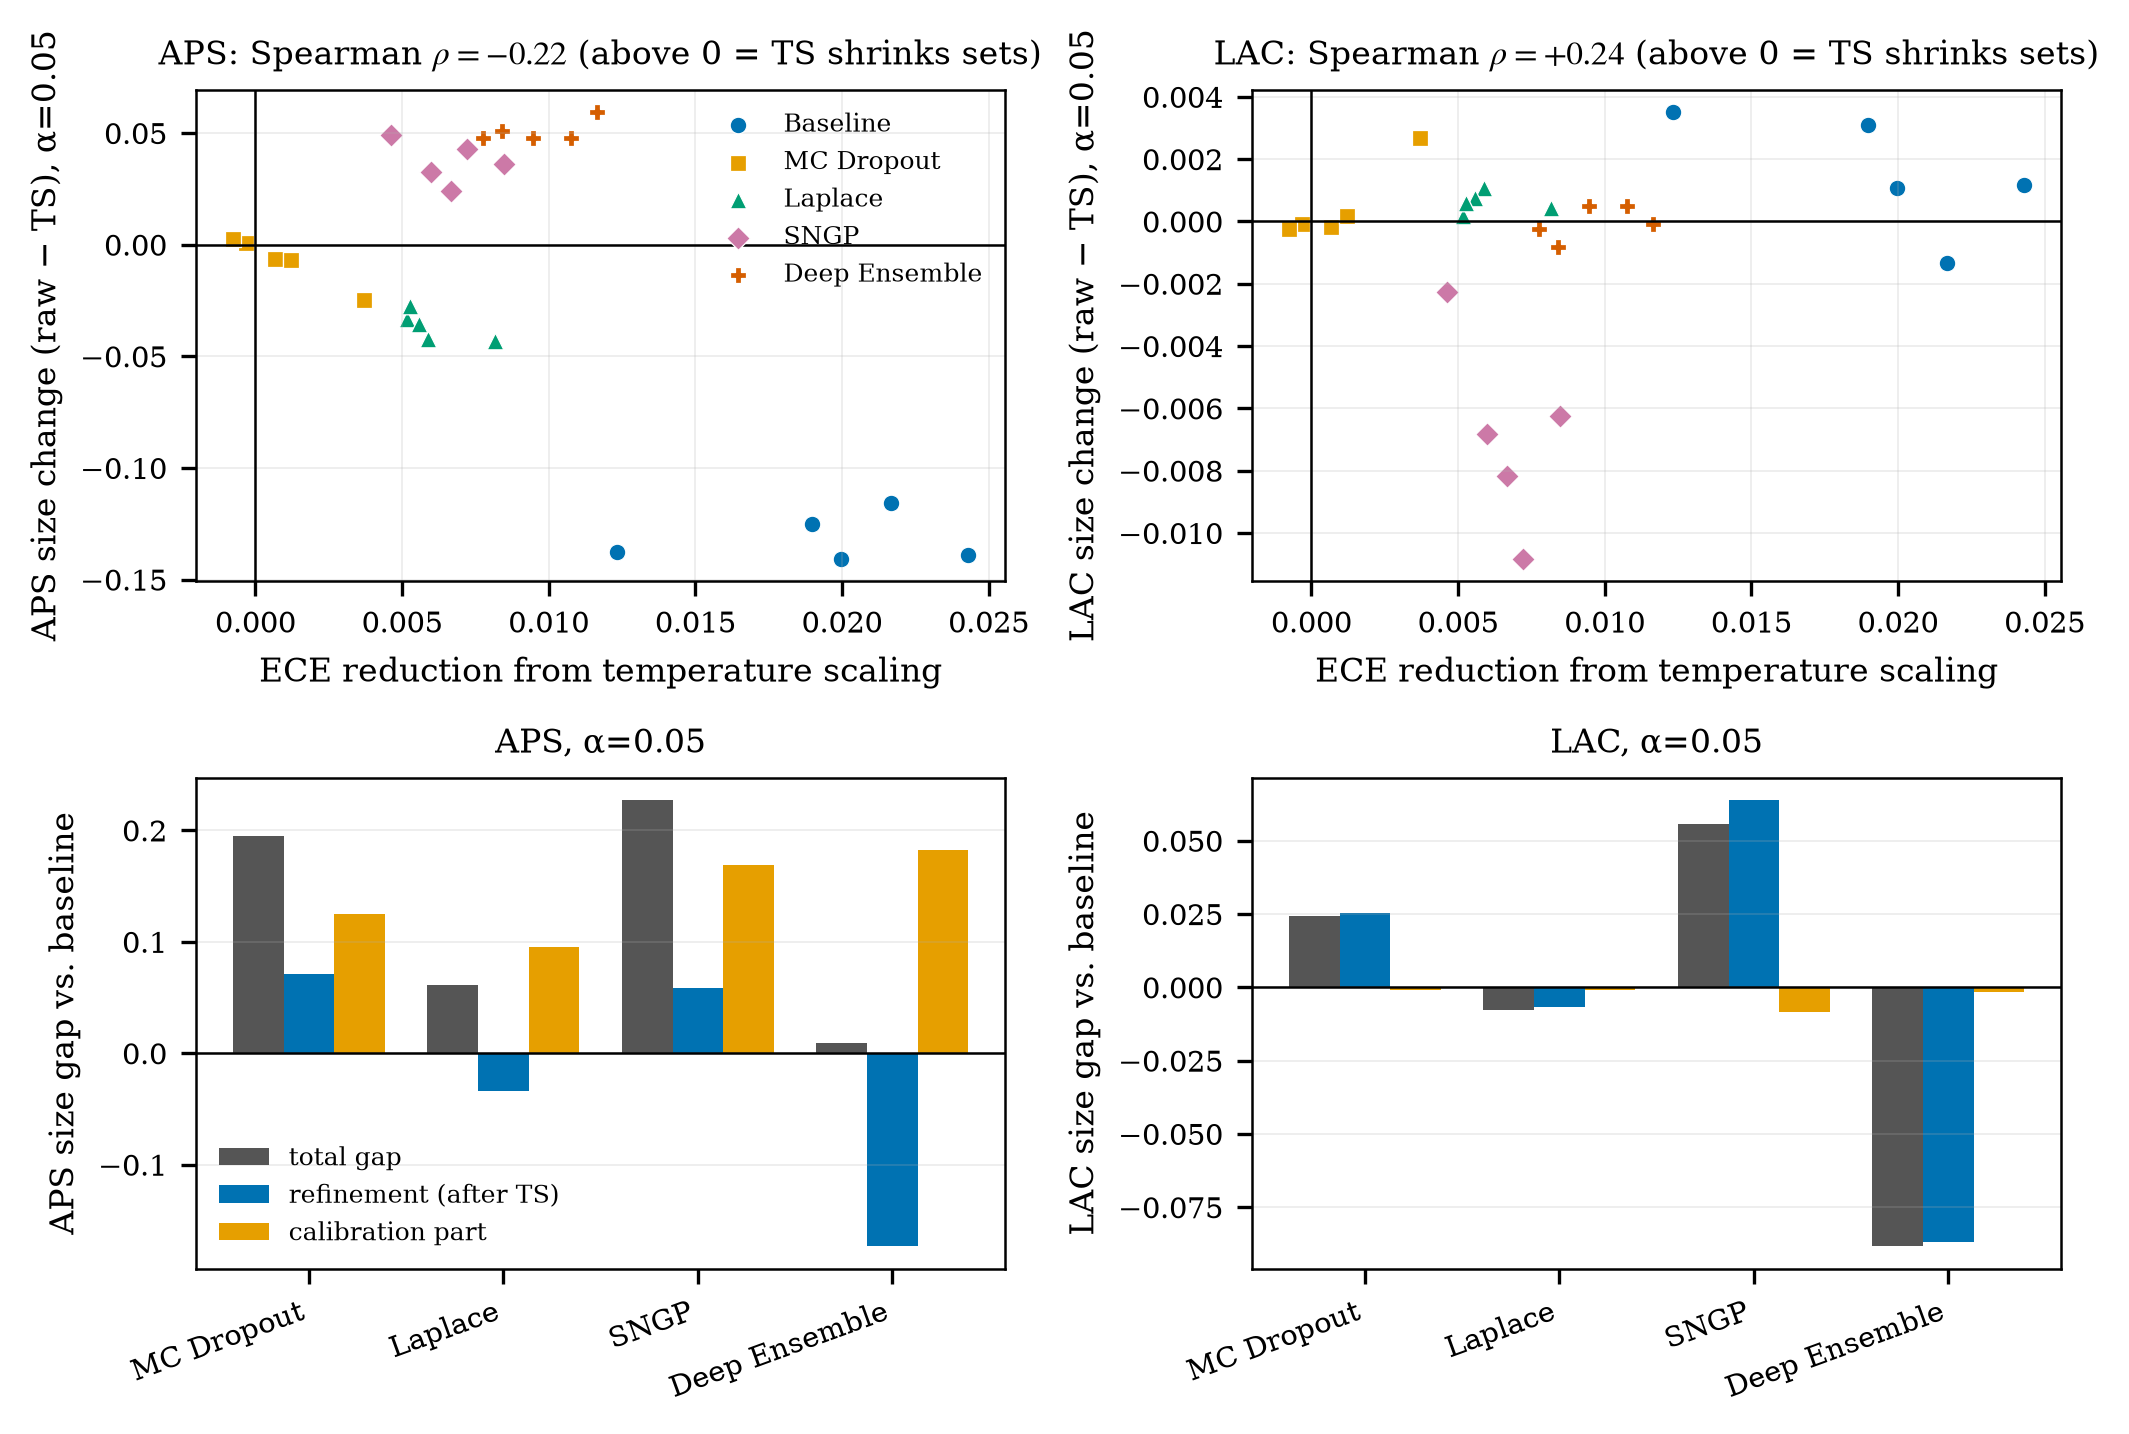 APS: Spearman ρ = −0.22 (above 0 = TS shrinks sets)
APS size change (raw − TS), α=0.05
0.05
0.00
−0.05
−0.10
−0.15
Baseline
MC Dropout
Laplace
SNGP
Deep Ensemble
0.000 0.005 0.010 0.015 0.020 0.025
ECE reduction from temperature scaling
LAC: Spearman ρ = +0.24 (above 0 = TS shrinks sets)
LAC size change (raw − TS), α=0.05
0.004
0.002
0.000
−0.002
−0.004
−0.006
−0.008
−0.010
0.000 0.005 0.010 0.015 0.020 0.025
ECE reduction from temperature scaling
APS, α=0.05
APS size gap vs. baseline
0.2
0.1
0.0
−0.1
total gap
refinement (after TS)
calibration part
MC Dropout
Laplace
SNGP
Deep Ensemble
LAC, α=0.05
LAC size gap vs. baseline
0.050
0.025
0.000
−0.025
−0.050
−0.075
MC Dropout
Laplace
SNGP
Deep Ensemble